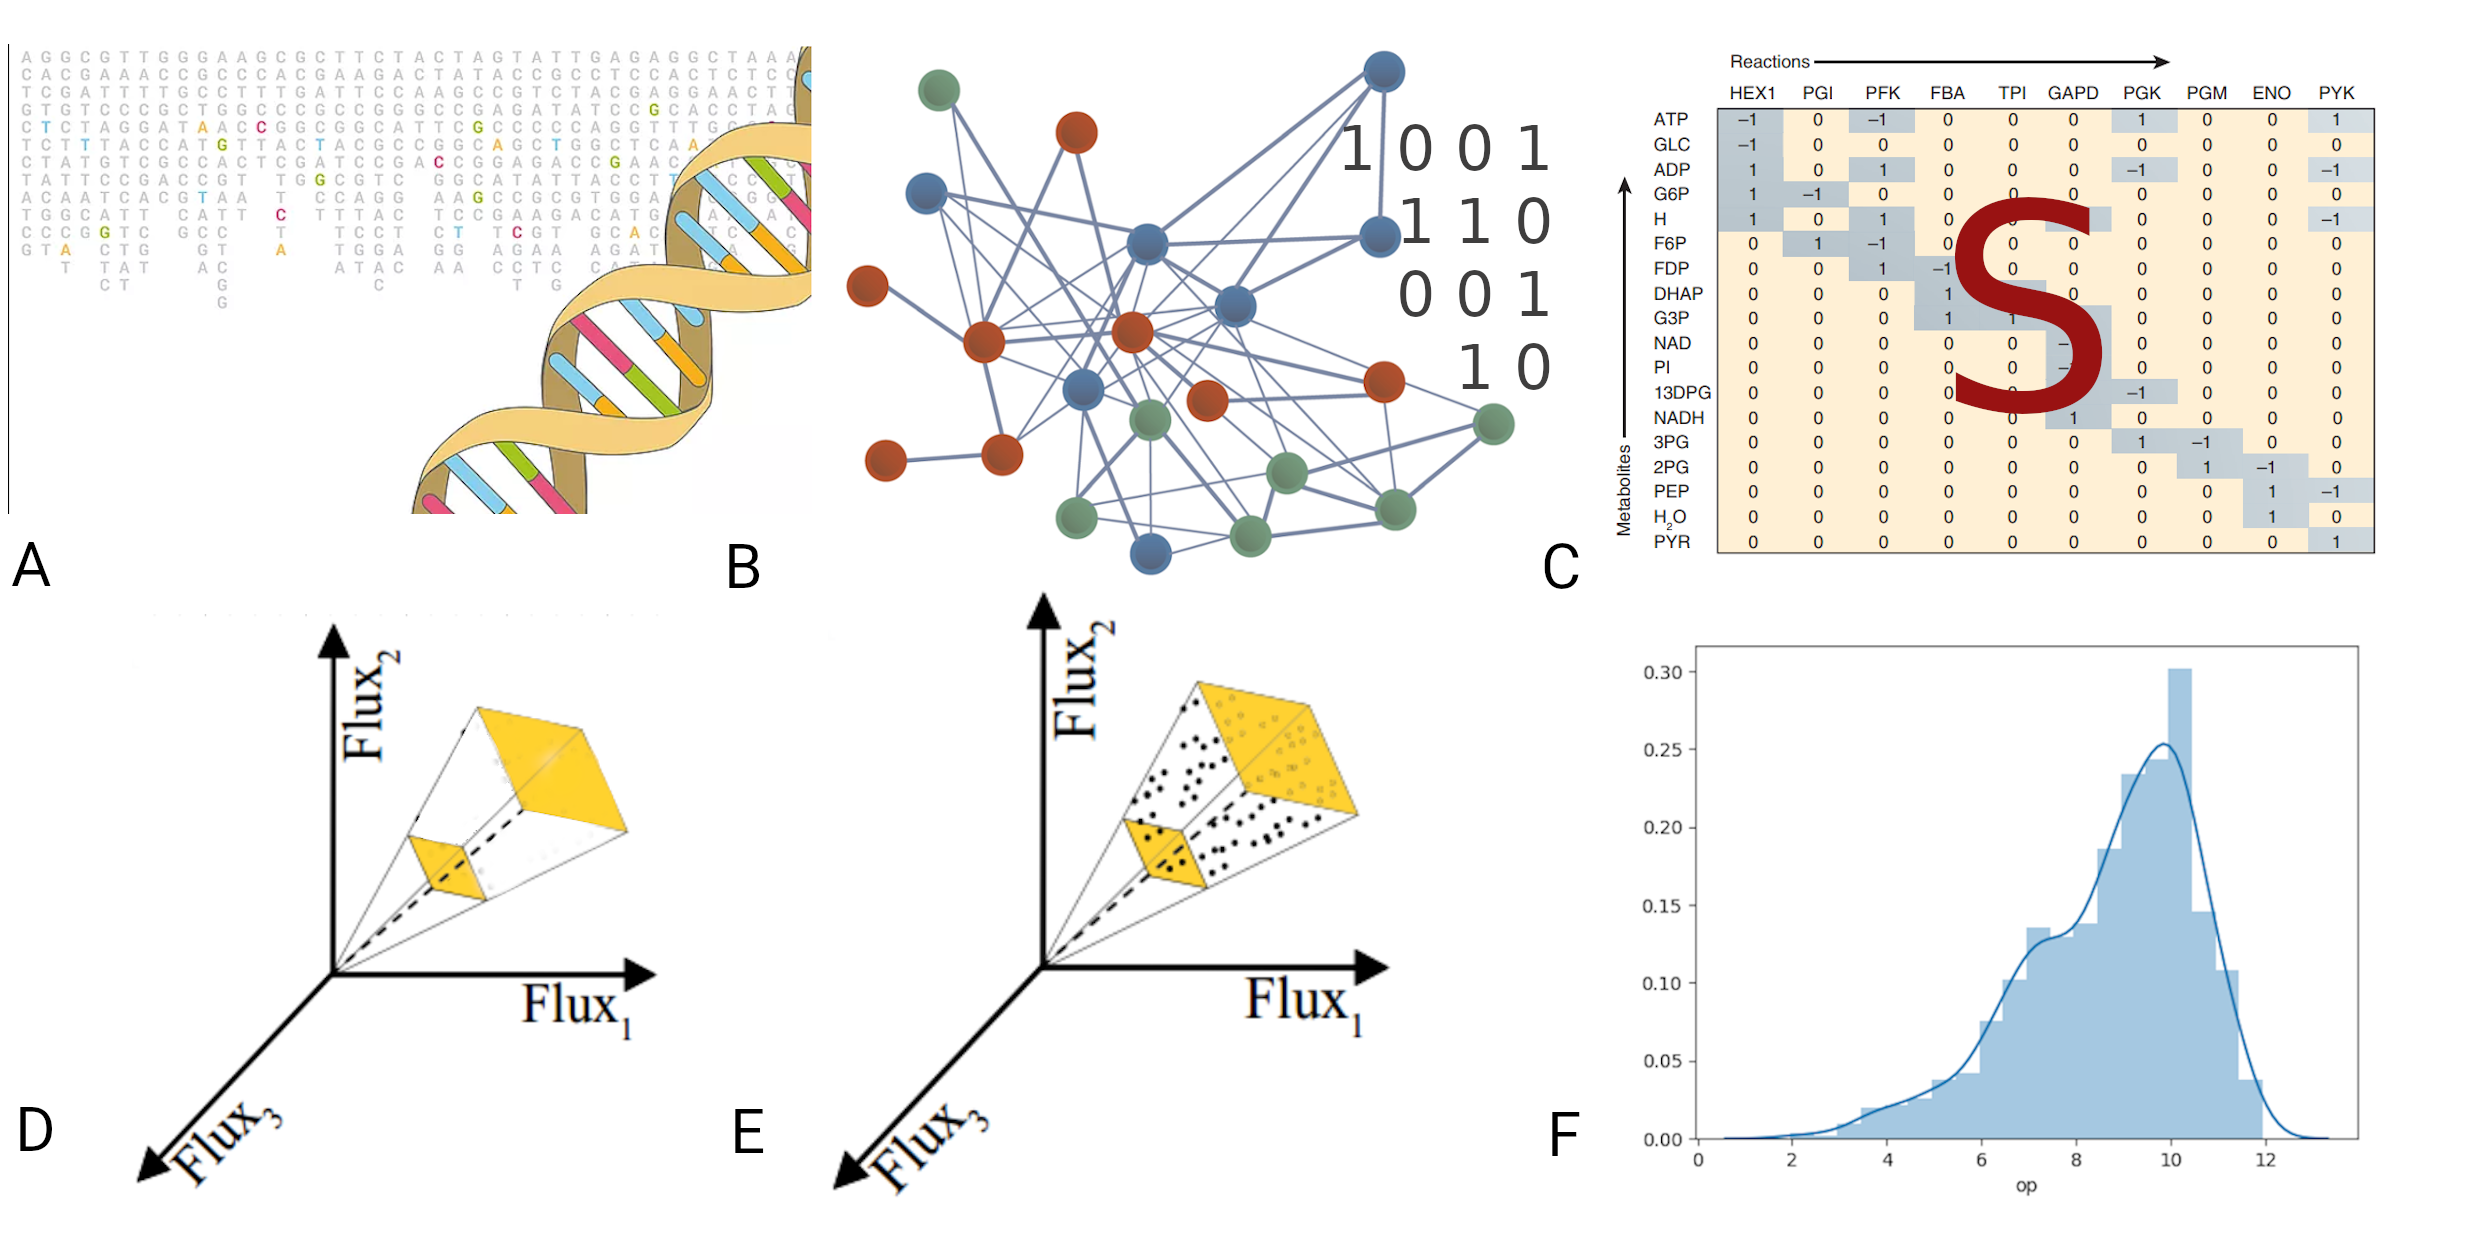 A G G C G T T G G G A A G C G C T T C T A C T A G T A T T G A G A G G C T A A A
C A C G A A A C C G C C C A C G A A G A C T A T A C C G C C T C C A C T C T C C
T C G A T T T T G C C T T T G A T T C C A A G C C G T C T A C G A G G A A C T T
G T G T C C C G C T G G C C C G C C G G G C C G A G A T A T C C G C A C C T A G
C T C T A G G A T A A C C G G C G G C A T T C G C C C C C A G G T T T G
T C T T T A C C A T G T T A C T A C G C C G G C A G C T G G C T C A A
C T A T G T C G C C A C T C G A T C G G A C C G G A G A C C G A A C
T A T T C C G A C C G T T G G C G T C G G C A T A T T A C C T T
A C A A T C A C G T A A C C A G G A A G C C G C G T G G A
T G G C A T T C A T T C T T T A C T C C G A A G A C A T G
C C C G G T C G C C T T C C T C T T C G T G C A C
G T A C T G G T A T G G A G G A G A A A G A T
T T A T A C A T A C A A C C T C
C T C C T G
G
A
1 0 0 1
1 1 0
0 0 1
1 0
B
Reactions
HEX1 PGI PFK FBA TPI GAPD PGK PGM ENO PYK
ATP –1 0 –1 0 0 0 1 0 0 1
GLC –1 0 0 0 0 0 0 0 0 0
ADP 1 0 1 0 0 0 –1 0 0 –1
G6P 1 –1 0 0 0 0 0 0 0 0
H 1 0 1 0 0 0 0 –1
F6P 0 1 –1 0 0 0 0 0
FDP 0 0 1 –1 0 0 0 0 0 0
DHAP 0 0 0 1 0 0 0 0 0
G3P 0 0 0 1 1 0 0 0 0
NAD 0 0 0 0 0 0 0 0 0
PI 0 0 0 0 0 0 0 0 0
13DPG 0 0 0 0 0 –1 0 0 0
NADH 0 0 0 0 0 1 0 0 0 0
3PG 0 0 0 0 0 0 1 –1 0 0
2PG 0 0 0 0 0 0 0 1 –1 0
PEP 0 0 0 0 0 0 0 0 1 –1
H2O 0 0 0 0 0 0 0 0 1 0
PYR 0 0 0 0 0 0 0 0 0 1
Metabolites
S
C
Flux2
Flux1
Flux3
D
Flux2
Flux1
Flux3
E
0.30
0.25
0.20
0.15
0.10
0.05
0.00
0 2 4 6 8 10 12
op
F